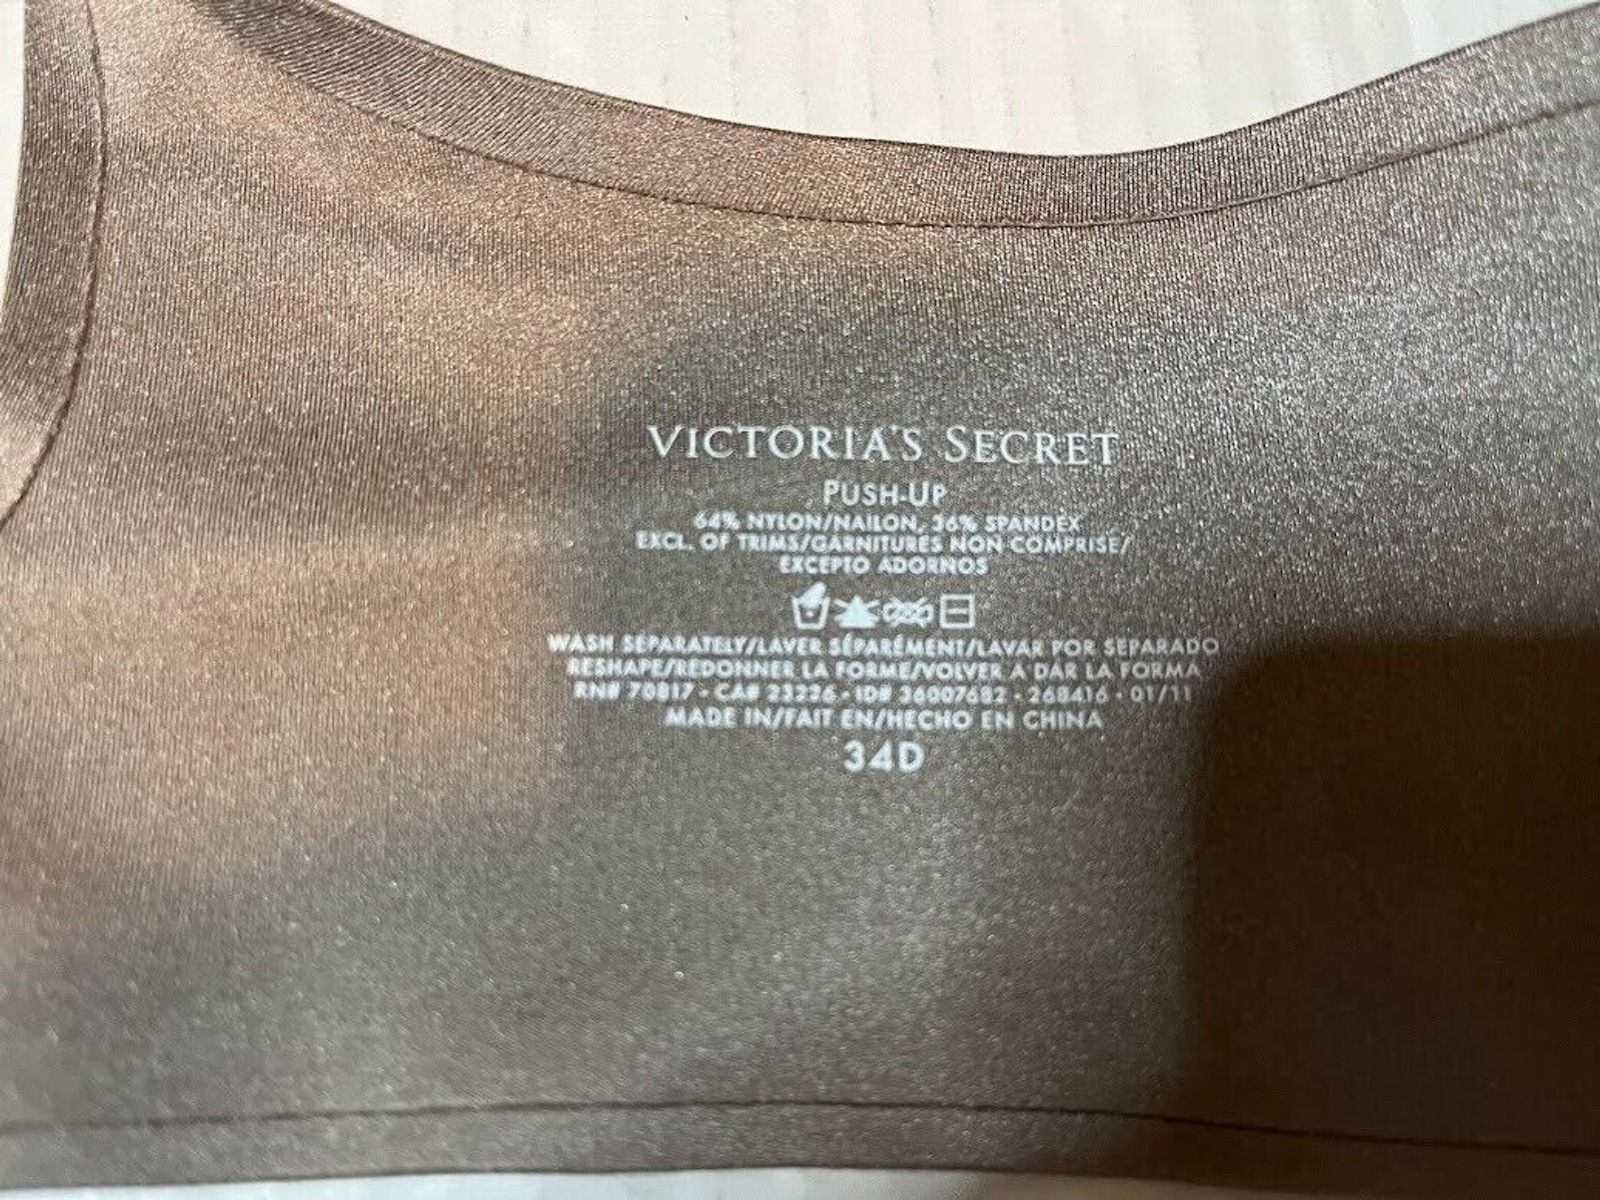 VICTORIA'S SECRET
PUSH-UP
64% NYLON/NAILON, 36% SPANDEX
EXCL. OF TRIMS/GARNITURES NON COMPRISE/
EXCEPTO ADORNOS
WASH SEPARATELY/LAVER SÉPARÉMENT/LAVAR POR SEPARADO
RESHAPE/REDONNER LA FORME/VOLVER A DAR LA FORMA
RN# 70817 · CA# 23226 · ID# 36007682 · 268416 · 01/11
MADE IN/FAIT EN/HECHO EN CHINA
34D